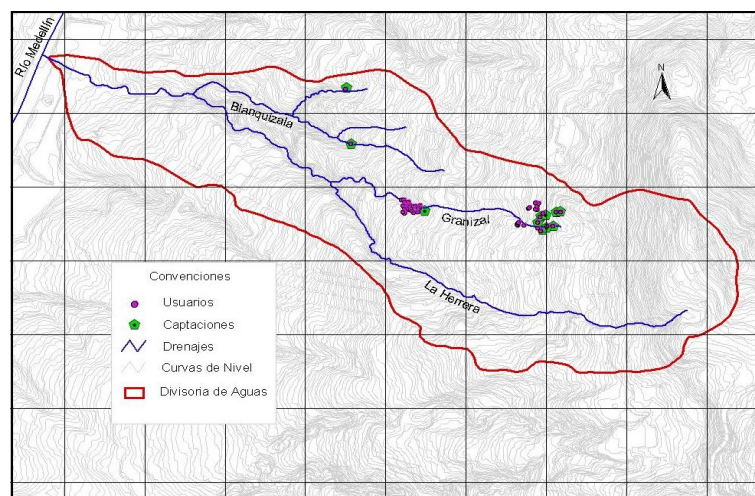 Río Medellín
N
Blanquizala
Granizal
La Herrera
Convenciones
Usuarios
Captaciones
Drenajes
Curvas de Nivel
Divisoria de Aguas